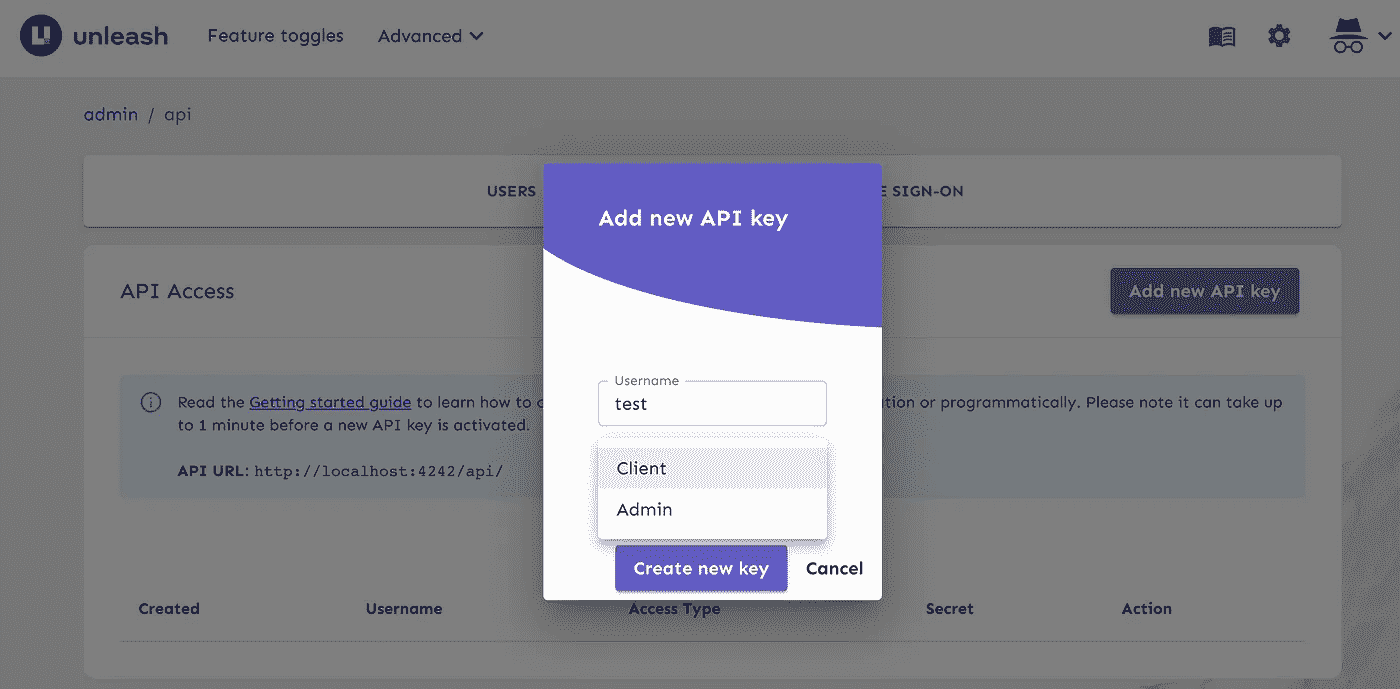 unleash Feature toggles Advanced
admin / api
USERS E SIGN-ON
Add new API key
API Access
Add new API key
Username
test
Read the Getting started guide to learn how to tion or programmatically. Please note it can take up
to 1 minute before a new API key is activated.
API URL: http://localhost:4242/api/
Client
Admin
Create new key Cancel
Created Username Access Type Secret Action